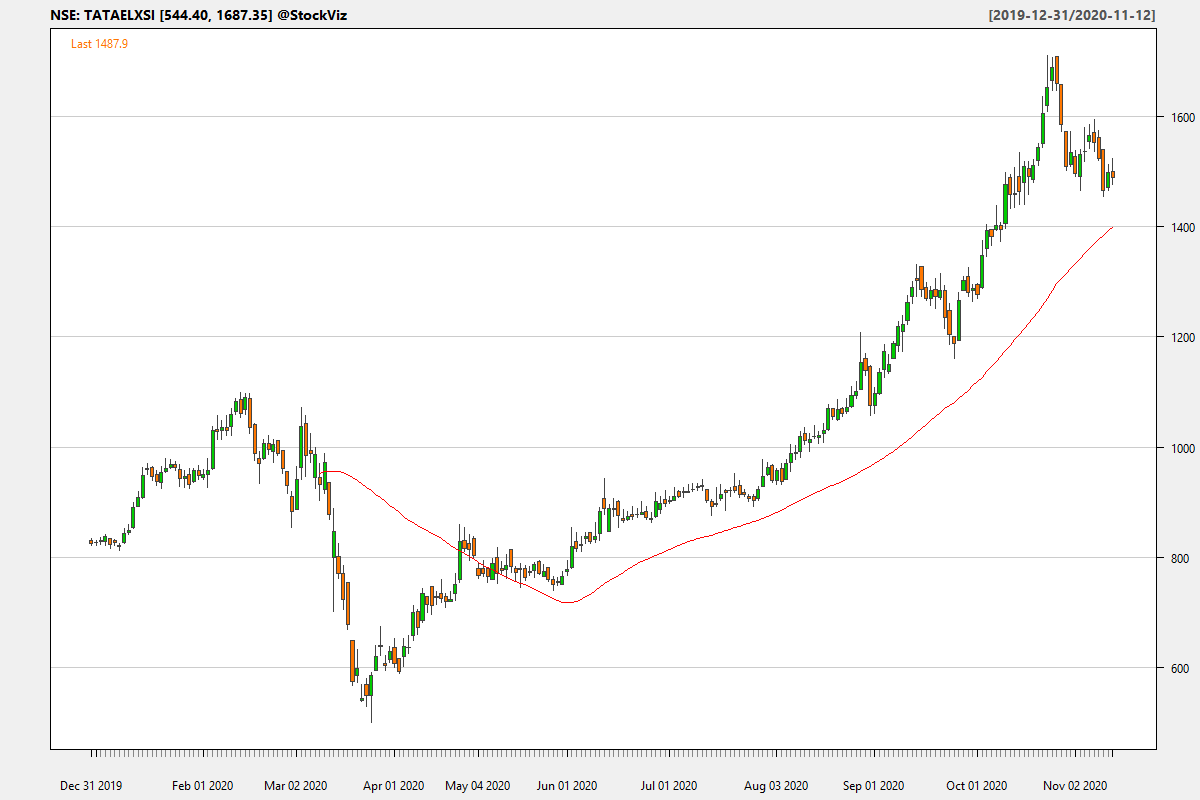 NSE: TATAELXSI [544.40, 1687.35] @StockViz [2019-12-31/2020-11-12]
Last 1487.9
1600
1400
1200
1000
800
600
Dec 31 2019 Feb 01 2020 Mar 02 2020 Apr 01 2020 May 04 2020 Jun 01 2020 Jul 01 2020 Aug 03 2020 Sep 01 2020 Oct 01 2020 Nov 02 2020